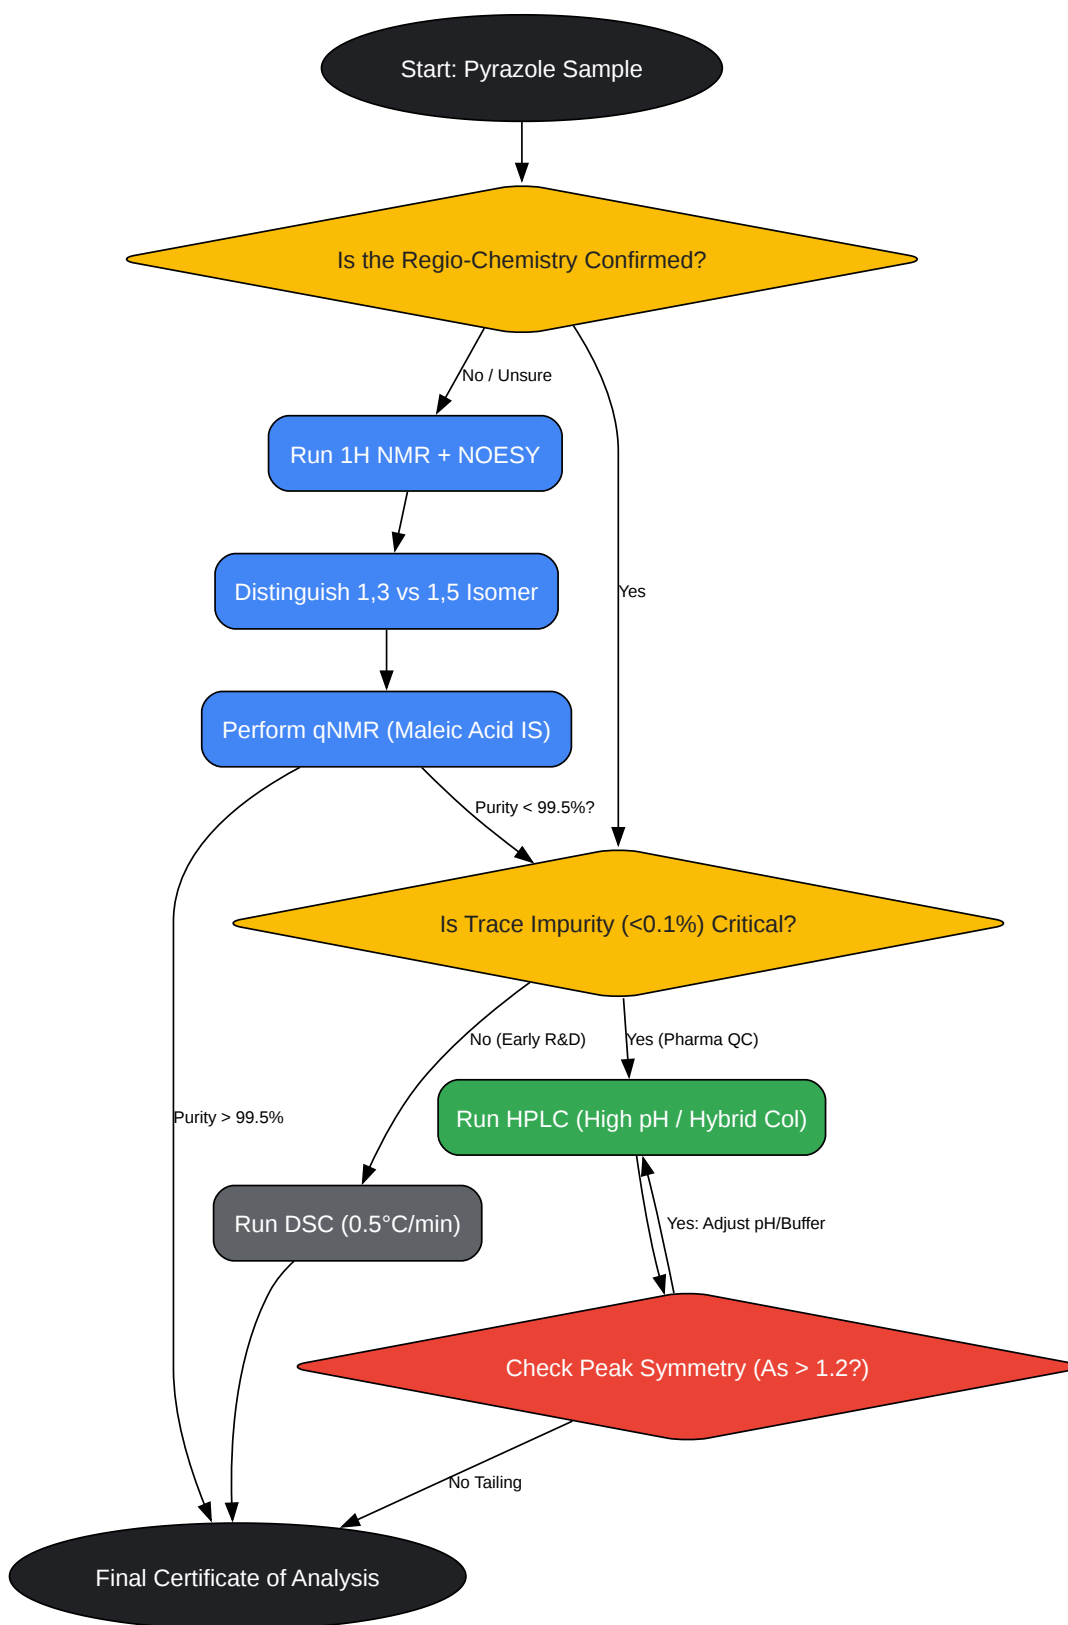 Start: Pyrazole Sample
Is the Regio-Chemistry Confirmed?
No / Unsure
Run 1H NMR + NOESY
Distinguish 1,3 vs 1,5 Isomer
Yes
Perform qNMR (Maleic Acid IS)
Purity < 99.5%?
Is Trace Impurity (<0.1%) Critical?
No (Early R&D)
Yes (Pharma QC)
Purity > 99.5%
Run HPLC (High pH / Hybrid Col)
Run DSC (0.5°C/min)
Yes: Adjust pH/Buffer
Check Peak Symmetry (As > 1.2?)
No Tailing
Final Certificate of Analysis